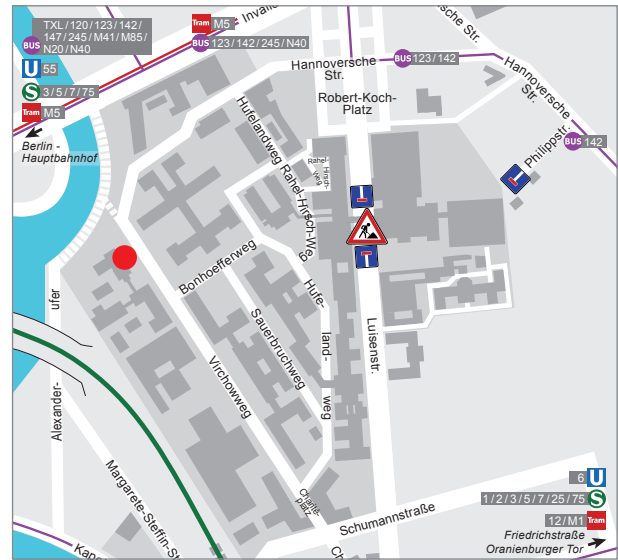 TXL / 120 / 123 / 142 /
147 / 245 / M41 / M85 /
N20 / N40
BUS
U 55
S 3 / 5 / 7 / 75
Tram M5
Berlin -
Hauptbahnhof
Tram M5
BUS 123 / 142 / 245 / N40
Hannoversche
Str.
BUS 123 / 142
Robert-Koch-
Platz
Hannoversche
Str.
Philippstr.
BUS 142
Hufelandweg
Rahel-Hirsch-Weg
Rahel-
Hirsch-
weg
Bonhoefferweg
Sauerbruchweg
Virchowweg
Hufe-
land-
weg
Luisenstr.
Alexander-
ufer
Margarete-Steffin-St
Charité-
platz
Schumannstraße
6 U
1 / 2 / 3 / 5 / 7 / 25 / 75 S
12 / M1 Tram
Friedrichstraße
Oranienburger Tor